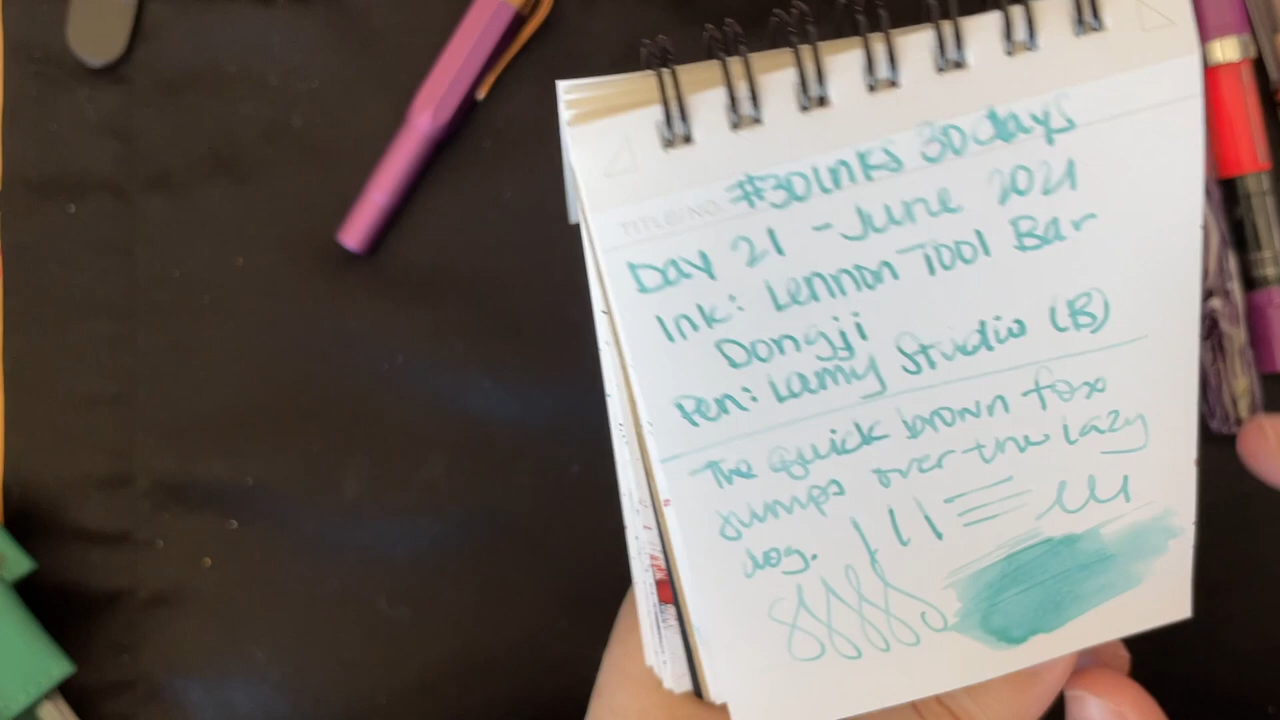 #30Inks 30days
Day 21 - June 2021
Ink: Lennon Tool Bar
Dongji
Pen: Lamy Studio (B)
The quick brown fox
jumps over the lazy
dog.